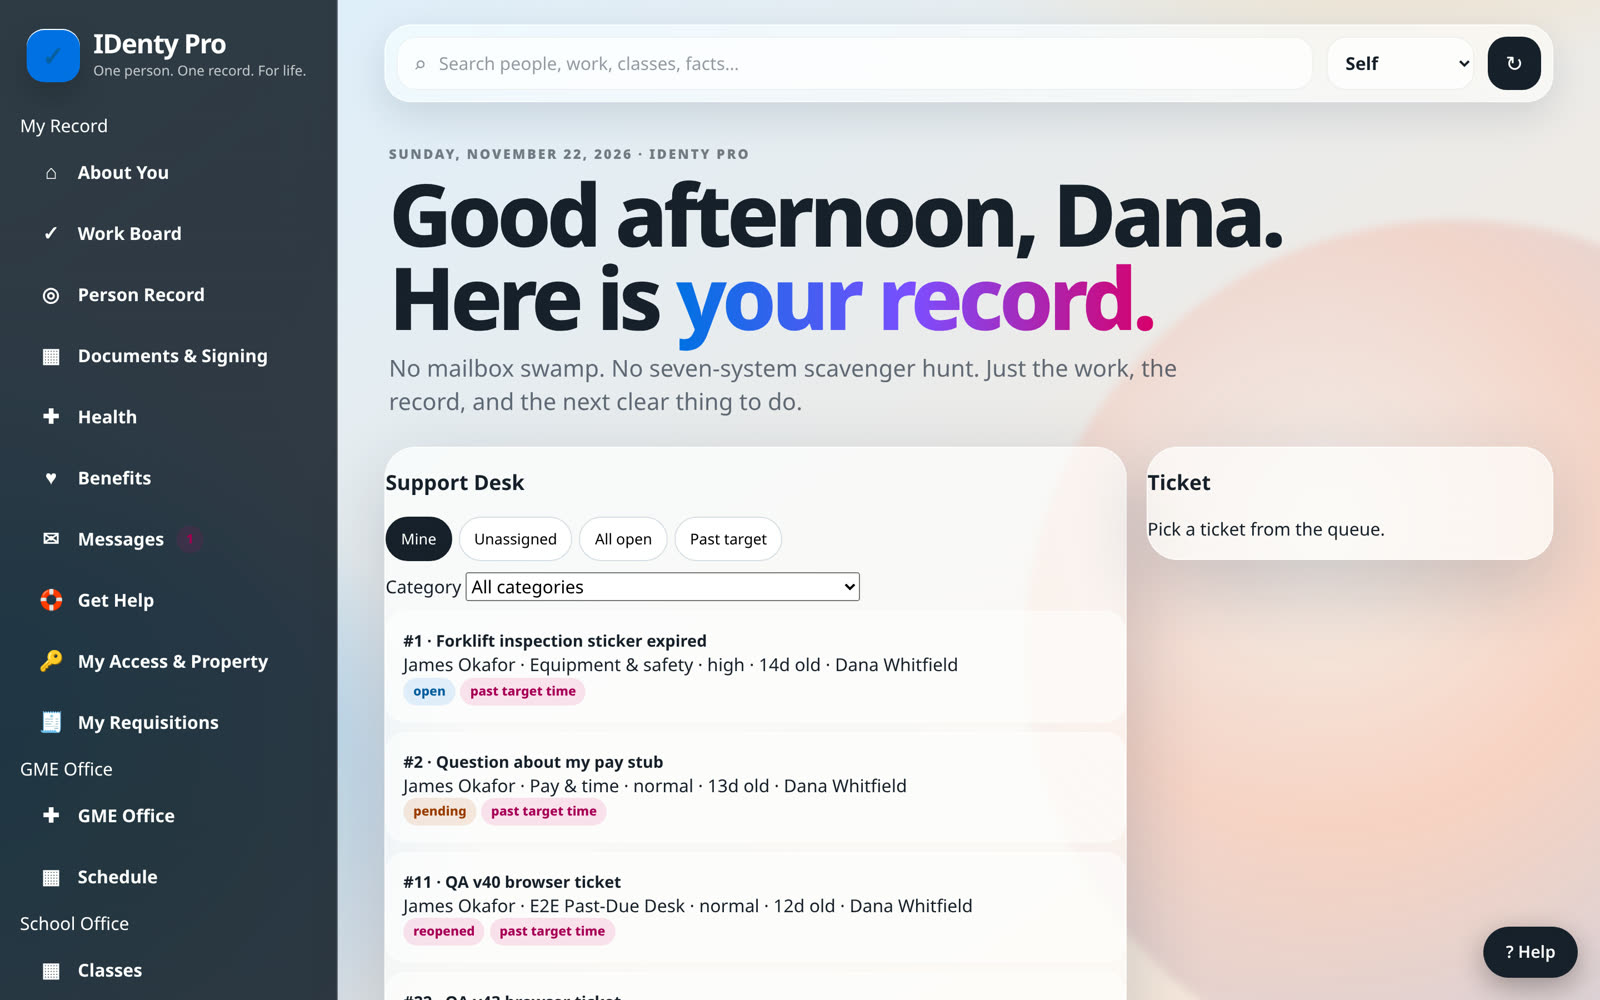 IDenty Pro
One person. One record. For life.
My Record
About You
Work Board
Person Record
Documents & Signing
Health
Benefits
Messages
Get Help
My Access & Property
My Requisitions
GME Office
GME Office
Schedule
School Office
Classes
Search people, work, classes, facts...
Self
SUNDAY, NOVEMBER 22, 2026 · IDENTY PRO
Good afternoon, Dana.
Here is your record.
No mailbox swamp. No seven-system scavenger hunt. Just the work, the
record, and the next clear thing to do.
Support Desk
Mine
Unassigned
All open
Past target
Category All categories
#1 · Forklift inspection sticker expired
James Okafor · Equipment & safety · high · 14d old · Dana Whitfield
open past target time
#2 · Question about my pay stub
James Okafor · Pay & time · normal · 13d old · Dana Whitfield
pending past target time
#11 · QA v40 browser ticket
James Okafor · E2E Past-Due Desk · normal · 12d old · Dana Whitfield
reopened past target time
Ticket
Pick a ticket from the queue.
? Help